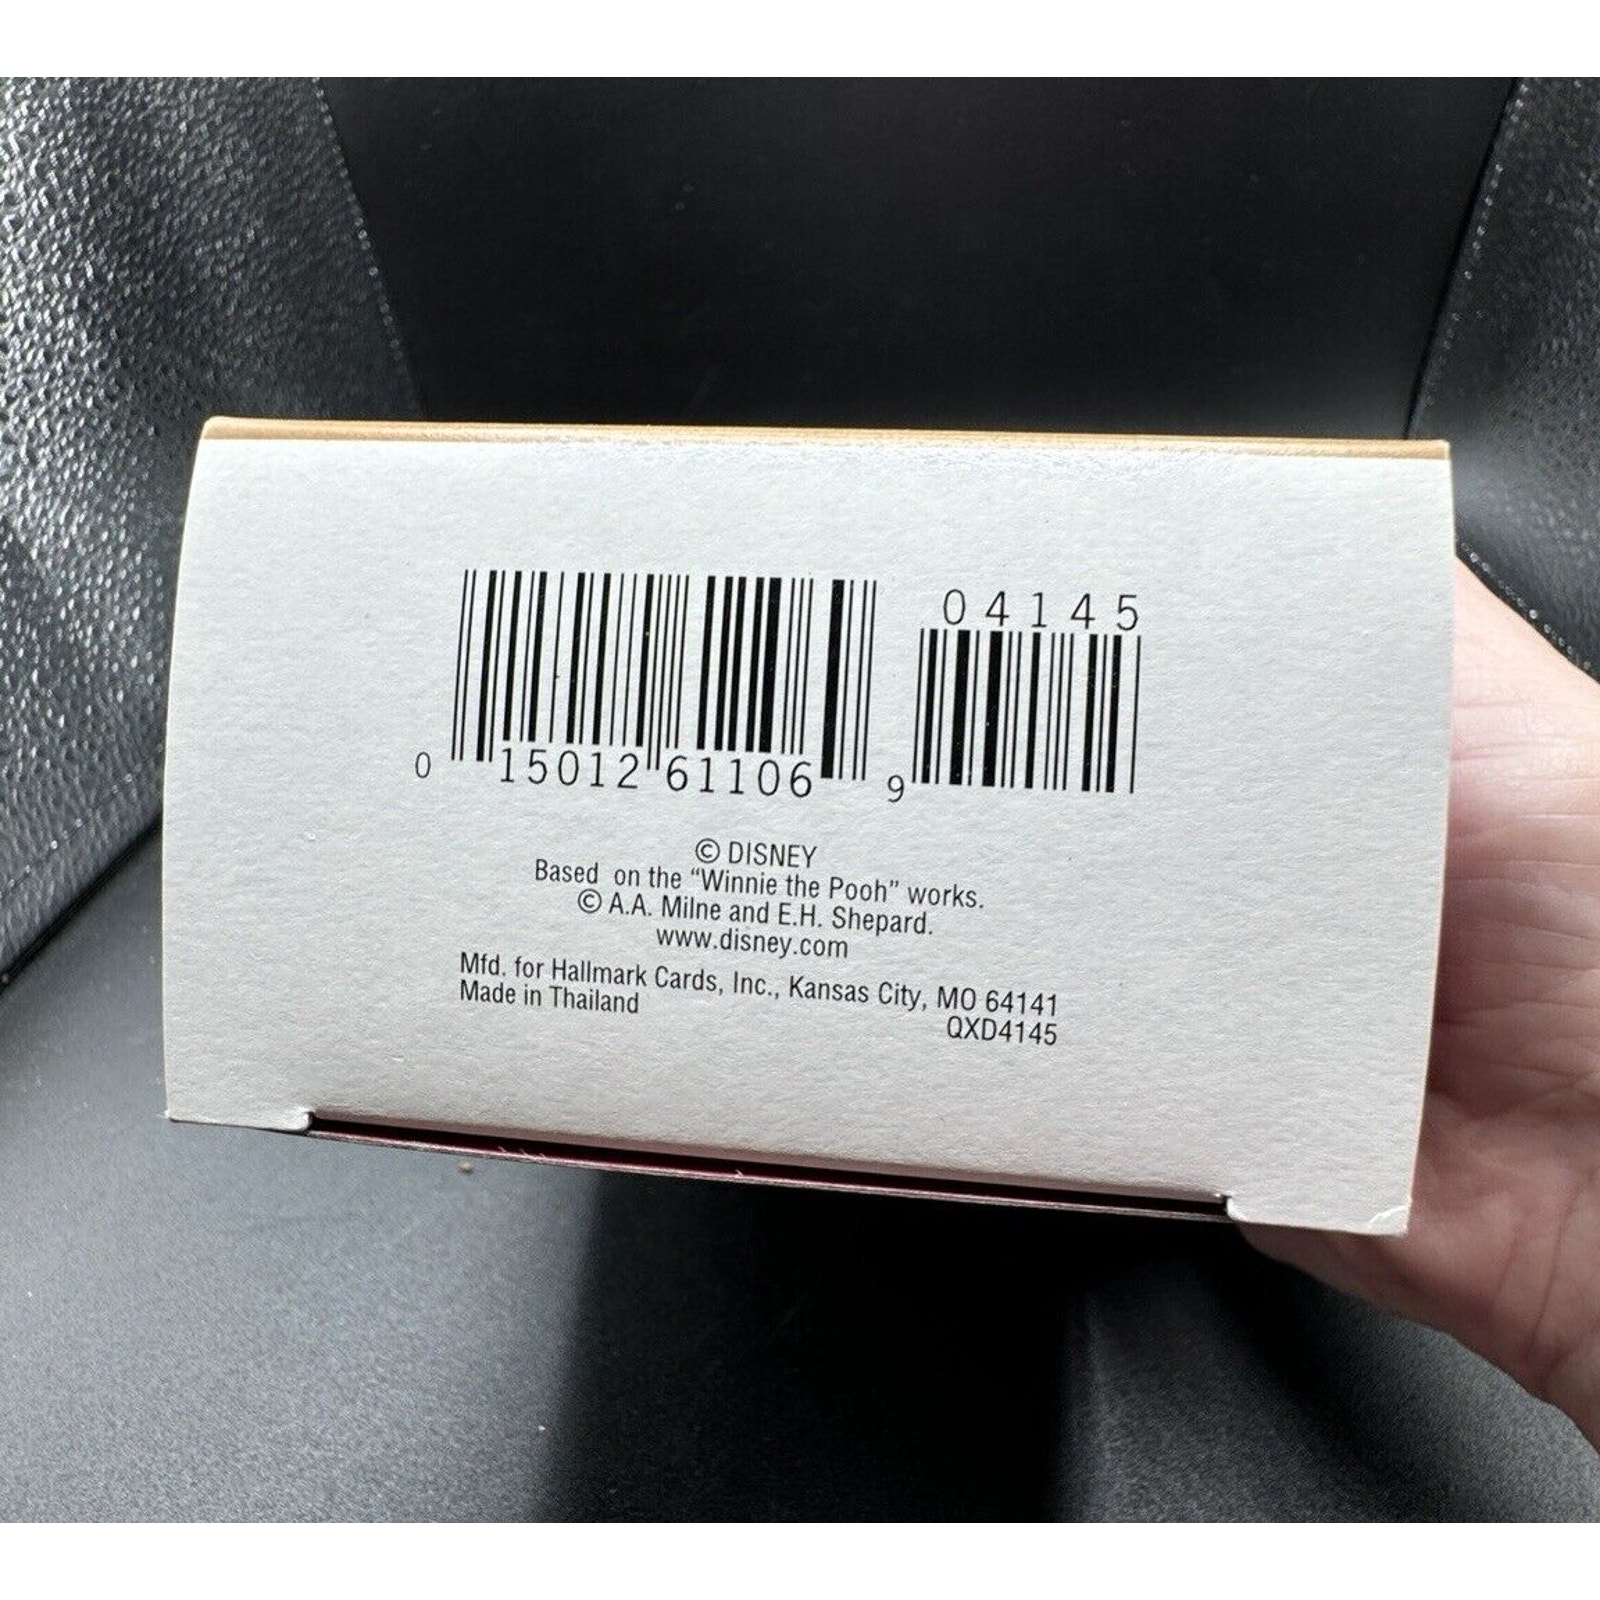 04145
0 15012 61106 9
© DISNEY
Based on the “Winnie the Pooh” works.
© A.A. Milne and E.H. Shepard.
www.disney.com
Mfd. for Hallmark Cards, Inc., Kansas City, MO 64141
Made in Thailand
QXD4145